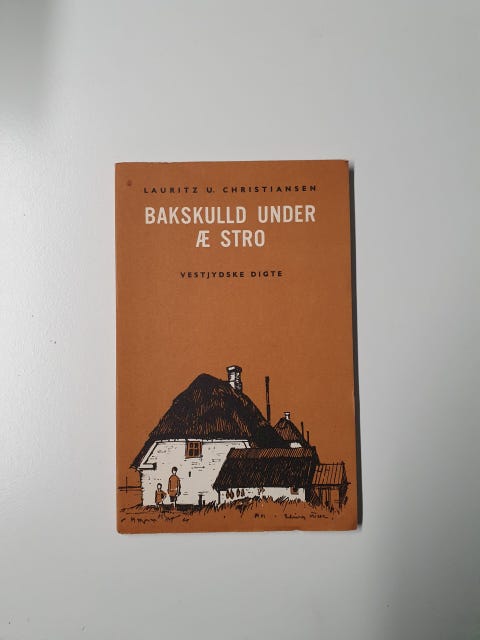 LAURITZ U. CHRISTIANSEN
BAKSKULLD UNDER
Æ STRO
VESTJYDSKE DIGTE